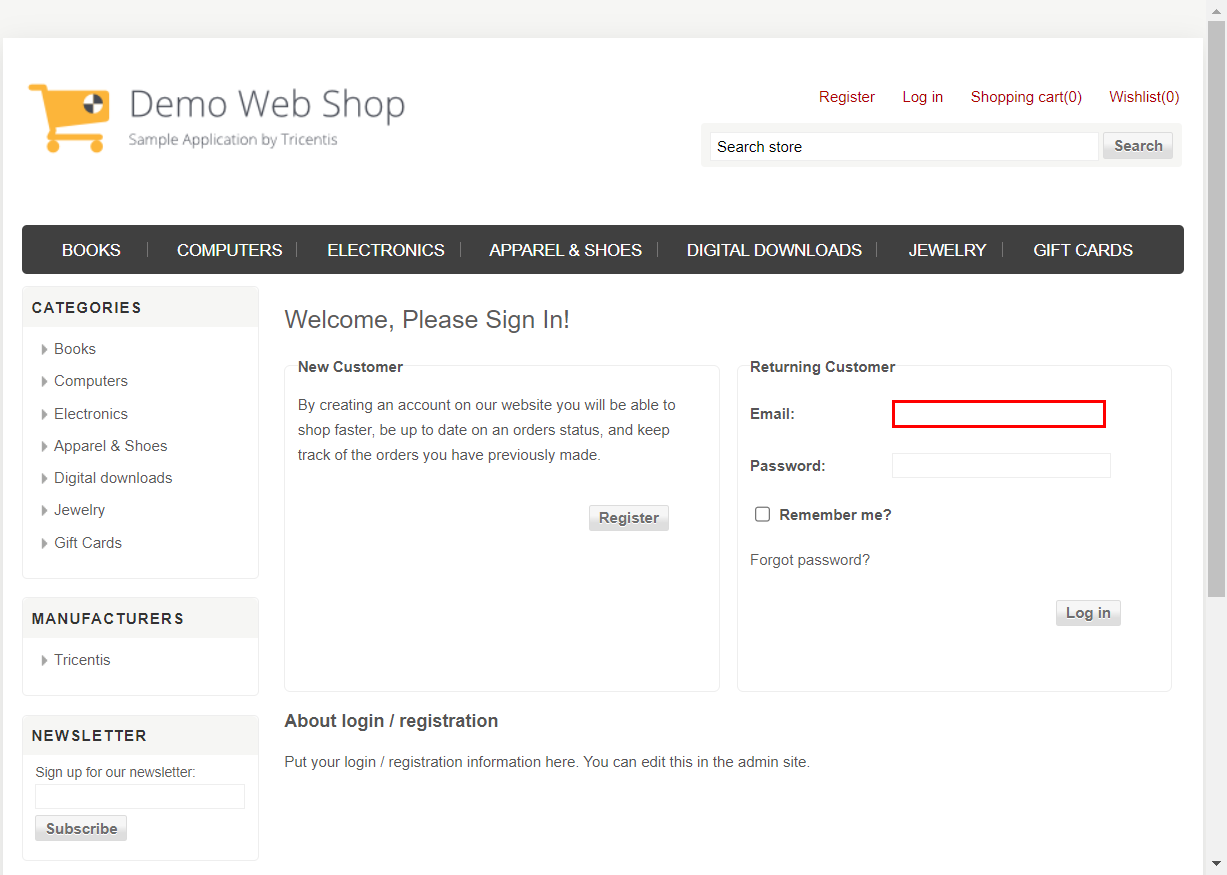 Demo Web Shop
Sample Application by Tricentis
Register Log in Shopping cart(0) Wishlist(0)
Search store Search
BOOKS COMPUTERS ELECTRONICS APPAREL & SHOES DIGITAL DOWNLOADS JEWELRY GIFT CARDS
CATEGORIES
Books
Computers
Electronics
Apparel & Shoes
Digital downloads
Jewelry
Gift Cards
MANUFACTURERS
Tricentis
NEWSLETTER
Sign up for our newsletter:
Subscribe
Welcome, Please Sign In!
New Customer
By creating an account on our website you will be able to
shop faster, be up to date on an orders status, and keep
track of the orders you have previously made.
Register
Returning Customer
Email:
Password:
Remember me?
Forgot password?
Log in
About login / registration
Put your login / registration information here. You can edit this in the admin site.